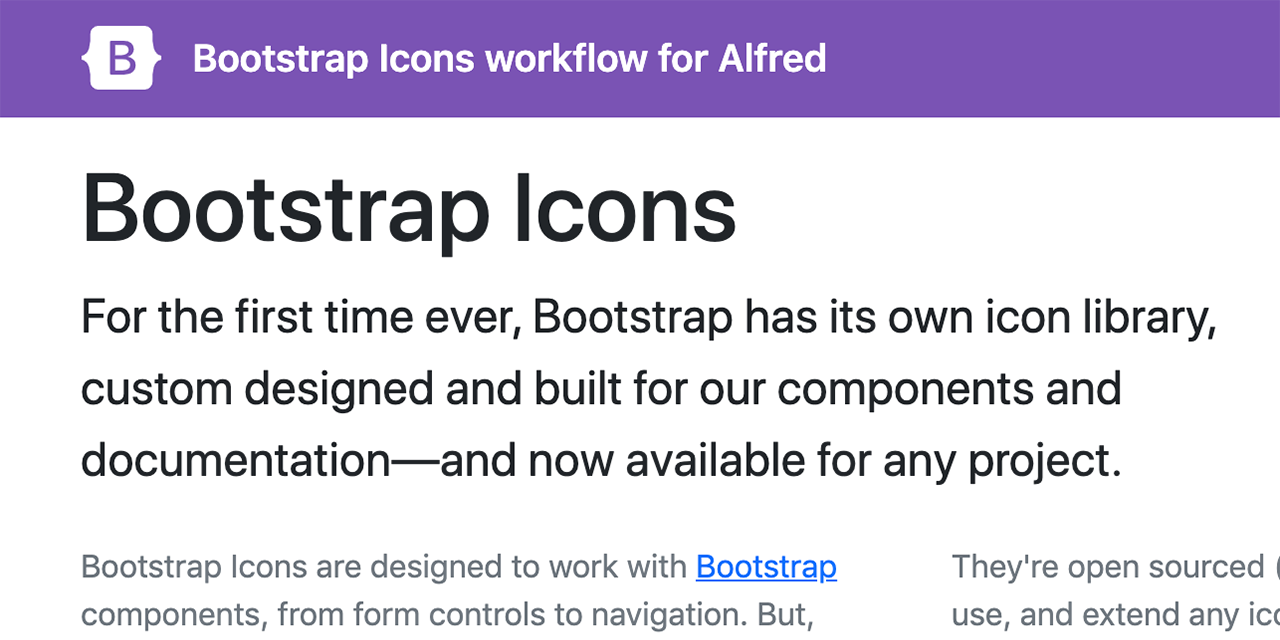 B
Bootstrap Icons workflow for Alfred
Bootstrap Icons
For the first time ever, Bootstrap has its own icon library,
custom designed and built for our components and
documentation—and now available for any project.
Bootstrap Icons are designed to work with Bootstrap
components, from form controls to navigation. But,
They're open sourced (
use, and extend any